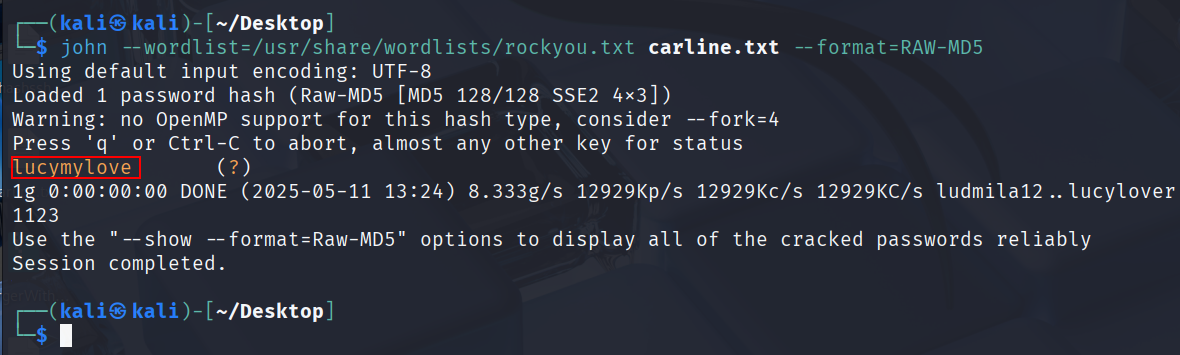 ┌──(kali㉿kali)-[~/Desktop]
└─$ john --wordlist=/usr/share/wordlists/rockyou.txt carline.txt --format=RAW-MD5
Using default input encoding: UTF-8
Loaded 1 password hash (Raw-MD5 [MD5 128/128 SSE2 4×3])
Warning: no OpenMP support for this hash type, consider --fork=4
Press 'q' or Ctrl-C to abort, almost any other key for status
lucymylove       (?)
1g 0:00:00:00 DONE (2025-05-11 13:24) 8.333g/s 12929Kp/s 12929Kc/s 12929KC/s ludmila12..lucylover
1123
Use the "--show --format=Raw-MD5" options to display all of the cracked passwords reliably
Session completed.
┌──(kali㉿kali)-[~/Desktop]
└─$